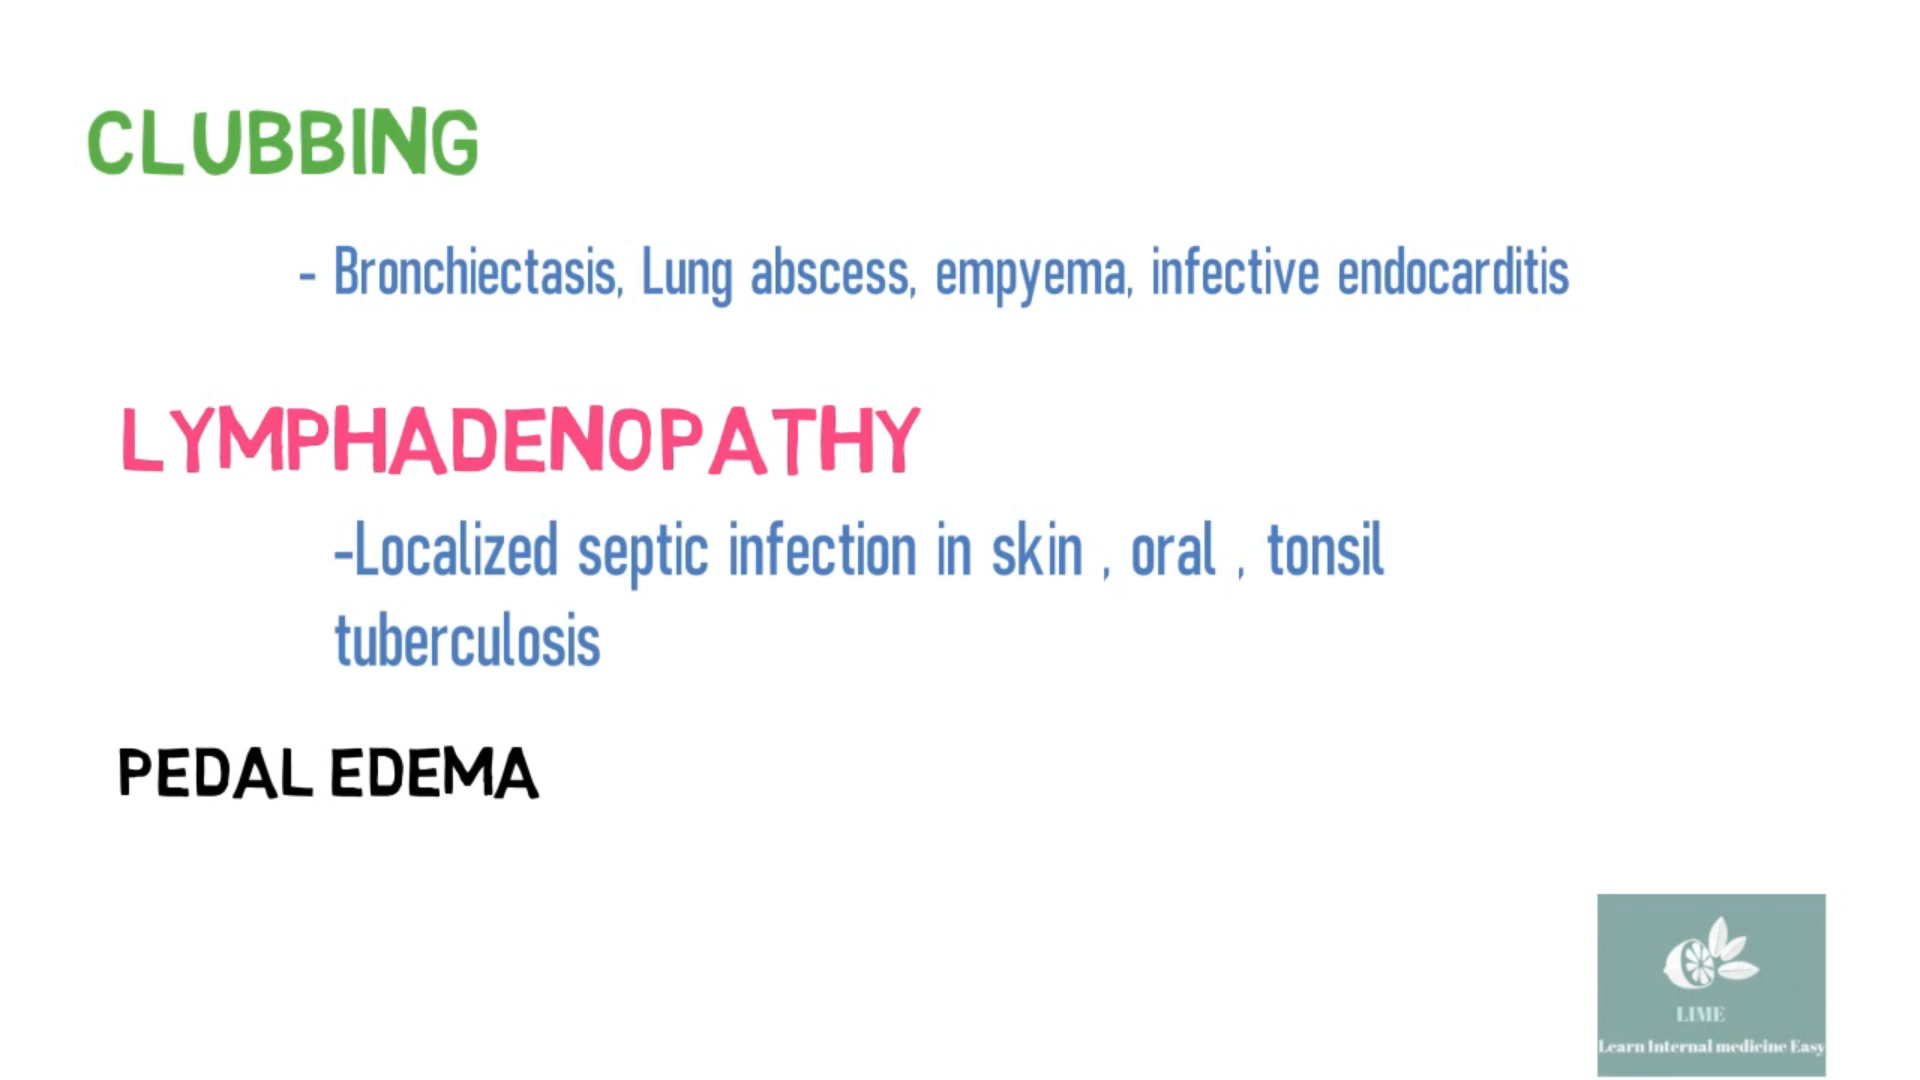 CLUBBING
- Bronchiectasis, Lung abscess, empyema, infective endocarditis
LYMPHADENOPATHY
-Localized septic infection in skin , oral , tonsil
tuberculosis
PEDAL EDEMA
LIME
Learn Internal medicine Easy